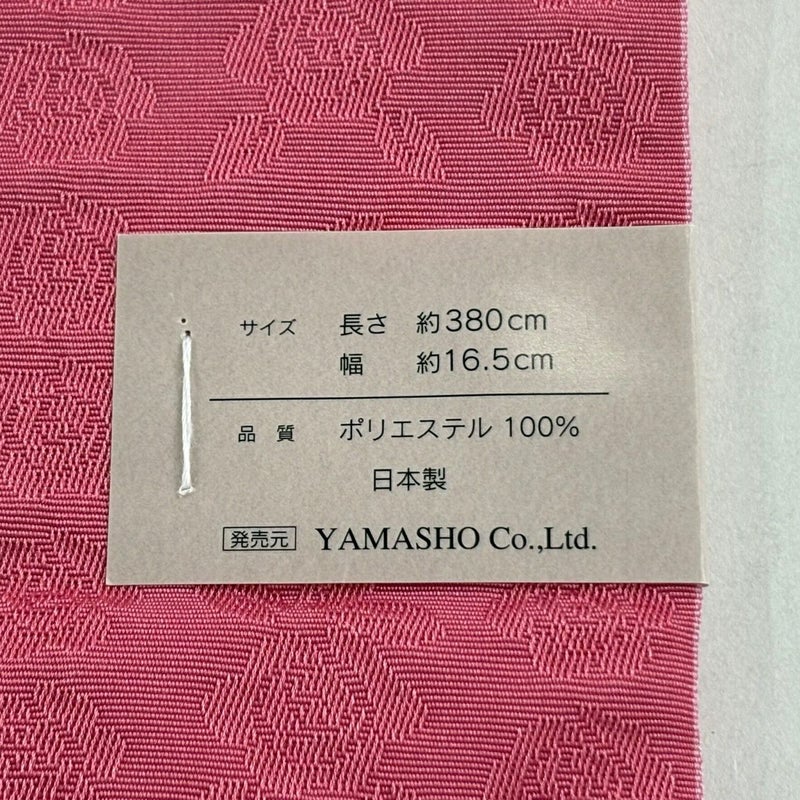 サイズ 長さ 約380cm
幅 約16.5cm
品 質 ポリエステル 100%
日本製
発売元 YAMASHO Co.,Ltd.